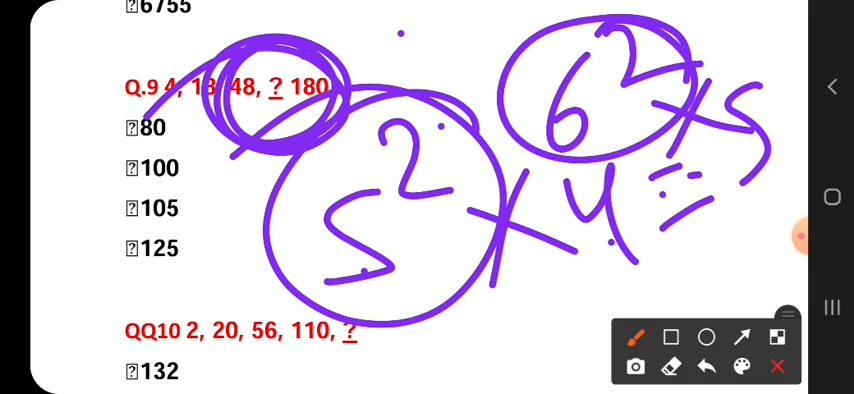 6755
Q.9 4, 18, 48, ? 180
80
100
105
125
5² × 4 =
6² × 5
QQ10 2, 20, 56, 110, ?
132